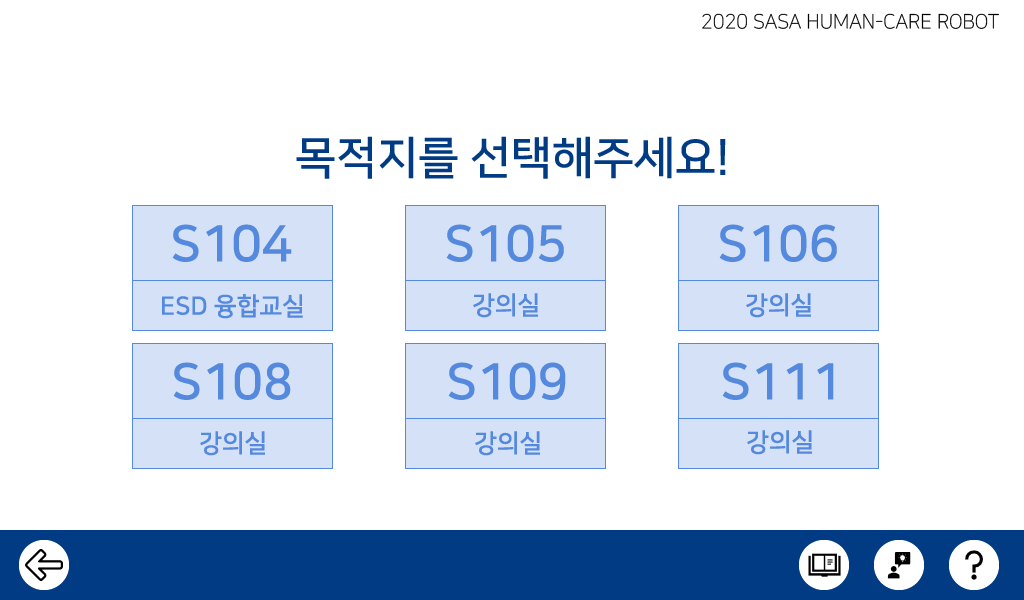 2020 SASA HUMAN-CARE ROBOT
목적지를 선택해주세요!
S104
ESD 융합교실
S105
강의실
S106
강의실
S108
강의실
S109
강의실
S111
강의실
?